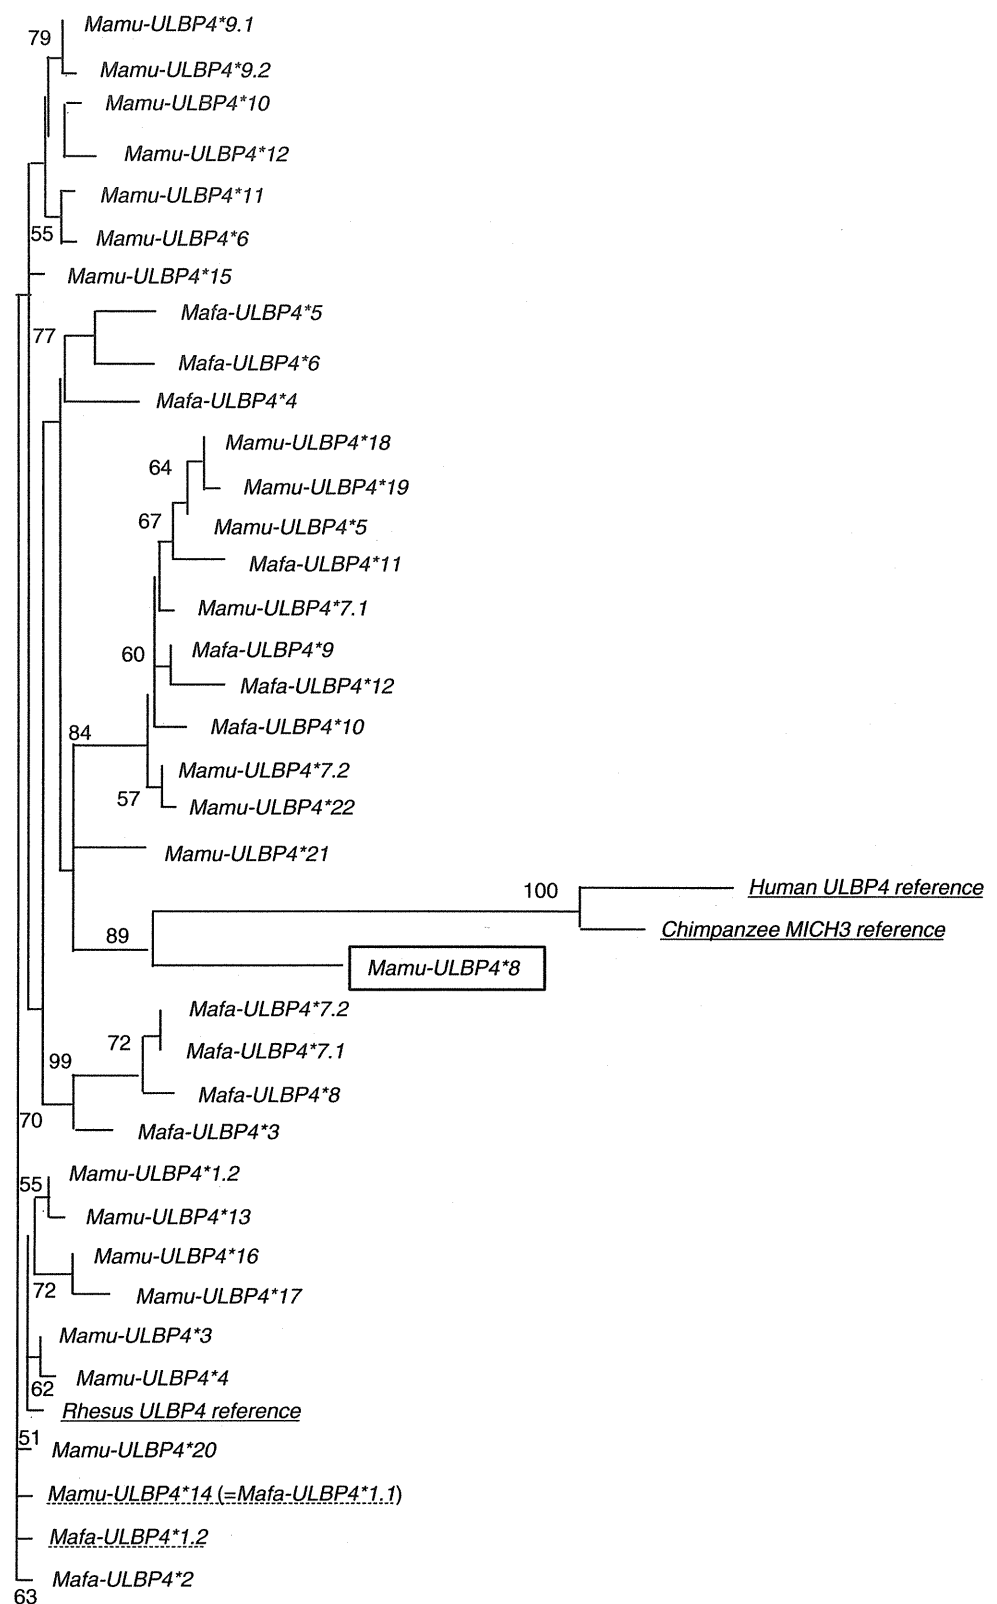 Mamu-ULBP4*9.1
79
Mamu-ULBP4*9.2
Mamu-ULBP4*10
Mamu-ULBP4*12
Mamu-ULBP4*11
55
Mamu-ULBP4*6
Mamu-ULBP4*15
Mafa-ULBP4*5
77
Mafa-ULBP4*6
Mafa-ULBP4*4
Mamu-ULBP4*18
64
Mamu-ULBP4*19
67
Mamu-ULBP4*5
Mafa-ULBP4*11
Mamu-ULBP4*7.1
60
Mafa-ULBP4*9
Mafa-ULBP4*12
Mafa-ULBP4*10
84
Mamu-ULBP4*7.2
57
Mamu-ULBP4*22
Mamu-ULBP4*21
100
Human ULBP4 reference
Chimpanzee MICH3 reference
89
Mamu-ULBP4*8
Mafa-ULBP4*7.2
72
Mafa-ULBP4*7.1
99
Mafa-ULBP4*8
70
Mafa-ULBP4*3
Mamu-ULBP4*1.2
55
Mamu-ULBP4*13
Mamu-ULBP4*16
72
Mamu-ULBP4*17
Mamu-ULBP4*3
Mamu-ULBP4*4
62
Rhesus ULBP4 reference
51
Mamu-ULBP4*20
Mamu-ULBP4*14 (=Mafa-ULBP4*1.1)
Mafa-ULBP4*1.2
Mafa-ULBP4*2
63